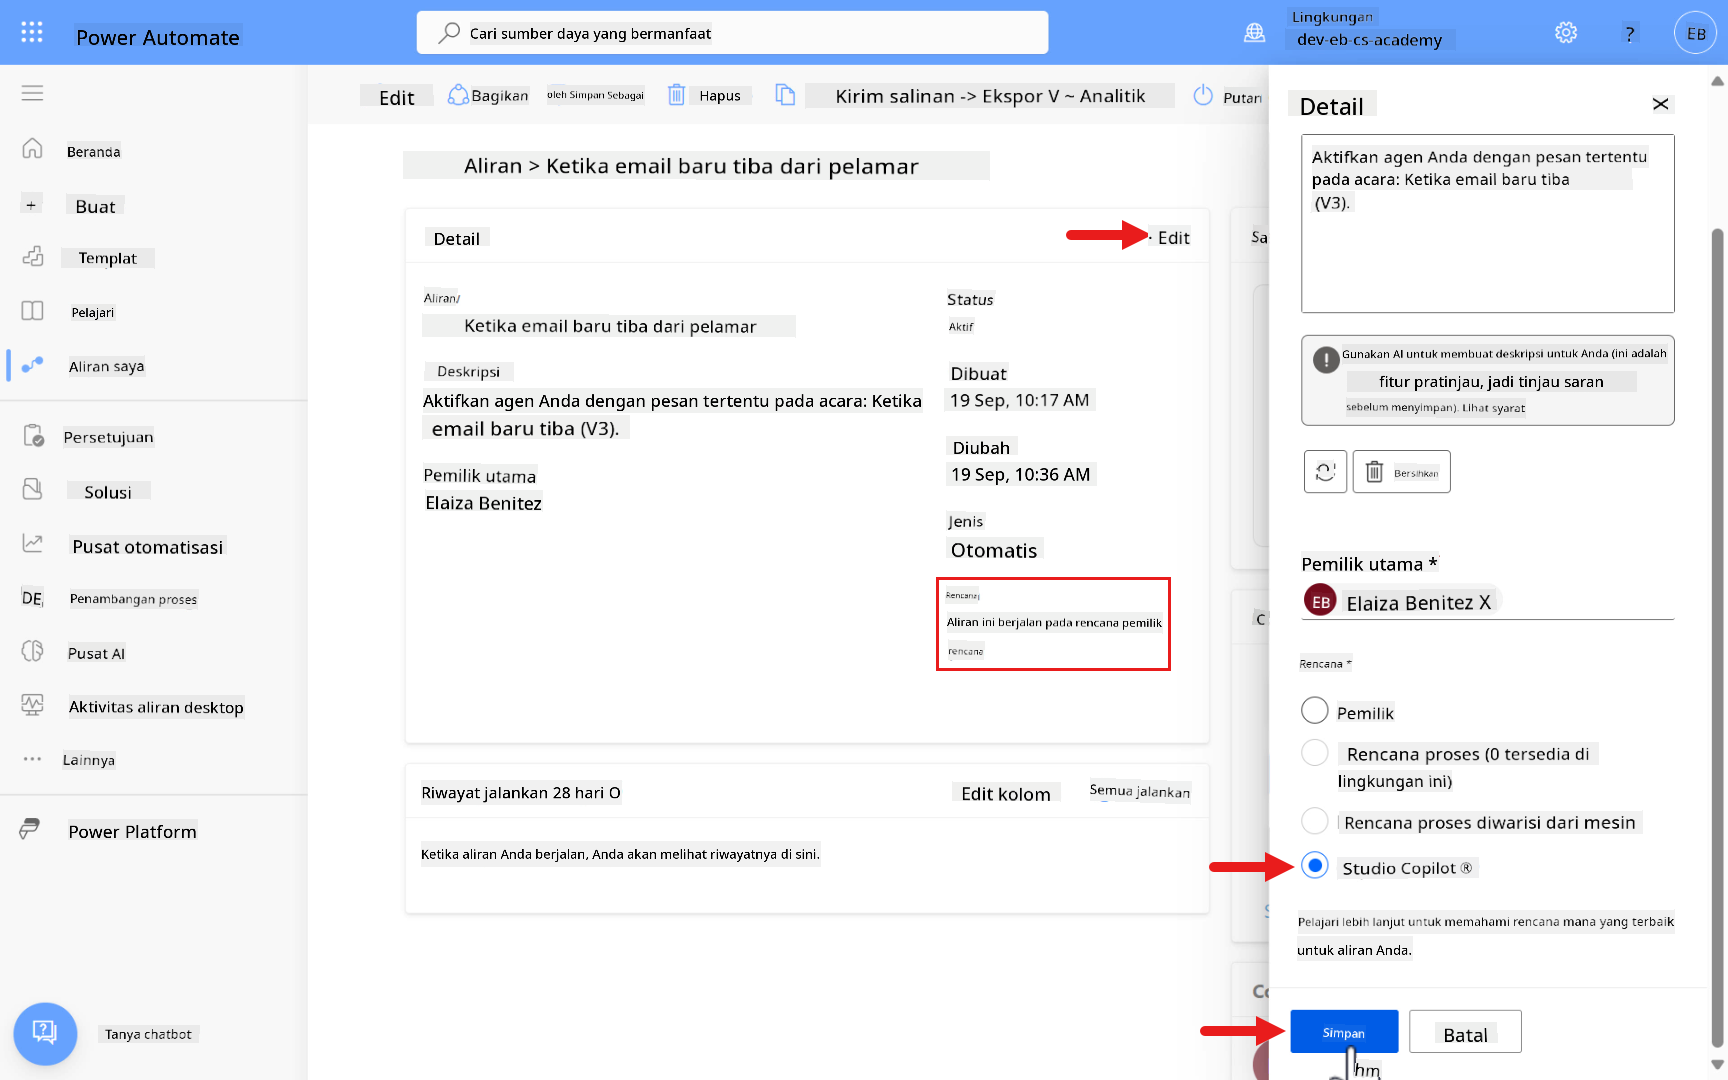 Power Automate
Cari sumber daya yang bermanfaat
Lingkungan
dev-eb-cs-academy
?
EB
Edit
Bagikan
oleh Simpan Sebagai
Hapus
Kirim salinan -> Ekspor V ~ Analitik
Putar
Beranda
+ Buat
Templat
Pelajari
Aliran saya
Persetujuan
Solusi
Pusat otomatisasi
Penambangan proses
Pusat AI
Aktivitas aliran desktop
Lainnya
Power Platform
Tanya chatbot
Aliran > Ketika email baru tiba dari pelamar
Detail
Edit
Aliran/
Ketika email baru tiba dari pelamar
Deskripsi
Aktifkan agen Anda dengan pesan tertentu pada acara: Ketika
email baru tiba (V3).
Pemilik utama
Elaiza Benitez
Status
Aktif
Dibuat
19 Sep, 10:17 AM
Diubah
19 Sep, 10:36 AM
Jenis
Otomatis
Rencana
Aliran ini berjalan pada rencana pemilik
rencana
Riwayat jalankan 28 hari O
Edit kolom
Semua jalankan
Ketika aliran Anda berjalan, Anda akan melihat riwayatnya di sini.
Detail
Aktifkan agen Anda dengan pesan tertentu
pada acara: Ketika email baru tiba
(V3).
Gunakan AI untuk membuat deskripsi untuk Anda (ini adalah
fitur pratinjau, jadi tinjau saran
sebelum menyimpan). Lihat syarat
Bersihkan
Pemilik utama *
EB Elaiza Benitez X
Rencana *
Pemilik
Rencana proses (0 tersedia di
lingkungan ini)
Rencana proses diwarisi dari mesin
Studio Copilot ®
Pelajari lebih lanjut untuk memahami rencana mana yang terbaik
untuk aliran Anda.
Simpan
Batal